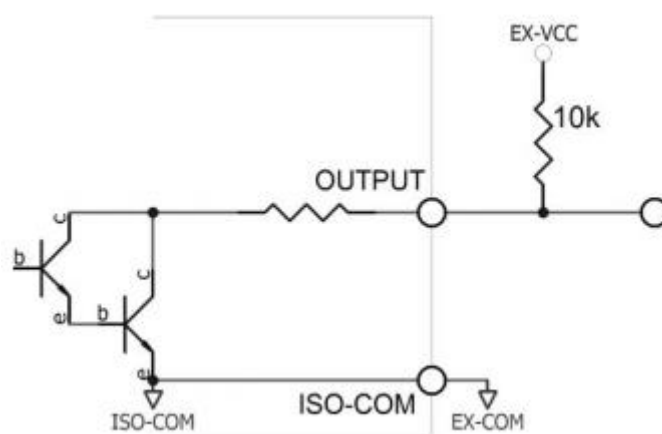 EX-VCC
10k
OUTPUT
c
b
e
c
b
e
ISO-COM
ISO-COM
EX-COM